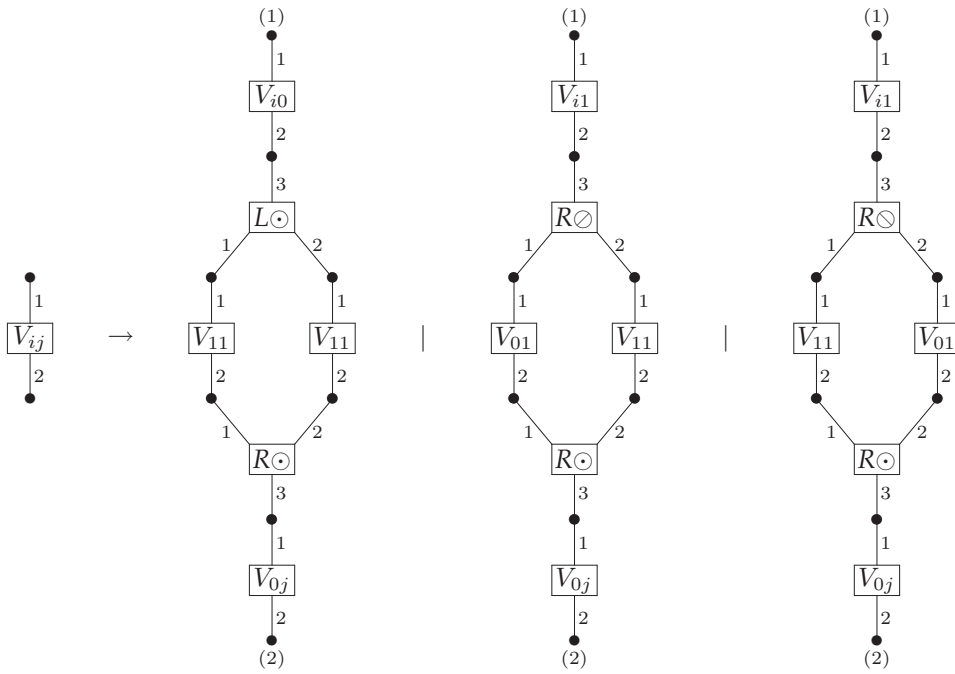 (1) (1) (1)
1 1 1
V_{i0} V_{i1} V_{i1}
2 2 2
3 3 3
L⊙ R⊘ R⦸
1 2 1 2 1 2
1 1 1 1 1 1 1
V_{ij} → V_{11} V_{11} | V_{01} V_{11} | V_{11} V_{01}
2 2 2 2 2 2 2
1 2 1 2 1 2
R⊙ R⊙ R⊙
3 3 3
1 1 1
V_{0j} V_{0j} V_{0j}
2 2 2
(2) (2) (2)